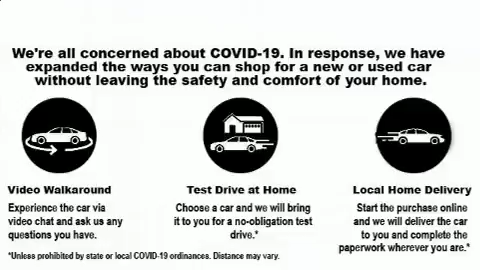 We're all concerned about COVID-19. In response, we have
expanded the ways you can shop for a new or used car
without leaving the safety and comfort of your home.
Video Walkaround
Experience the car via
video chat and ask us any
questions you have.
Test Drive at Home
Choose a car and we will bring
it to you for a no-obligation test
drive.*
Local Home Delivery
Start the purchase online
and we will deliver the car
to you and complete the
paperwork wherever you are.*
*Unless prohibited by state or local COVID-19 ordinances. Distance may vary.